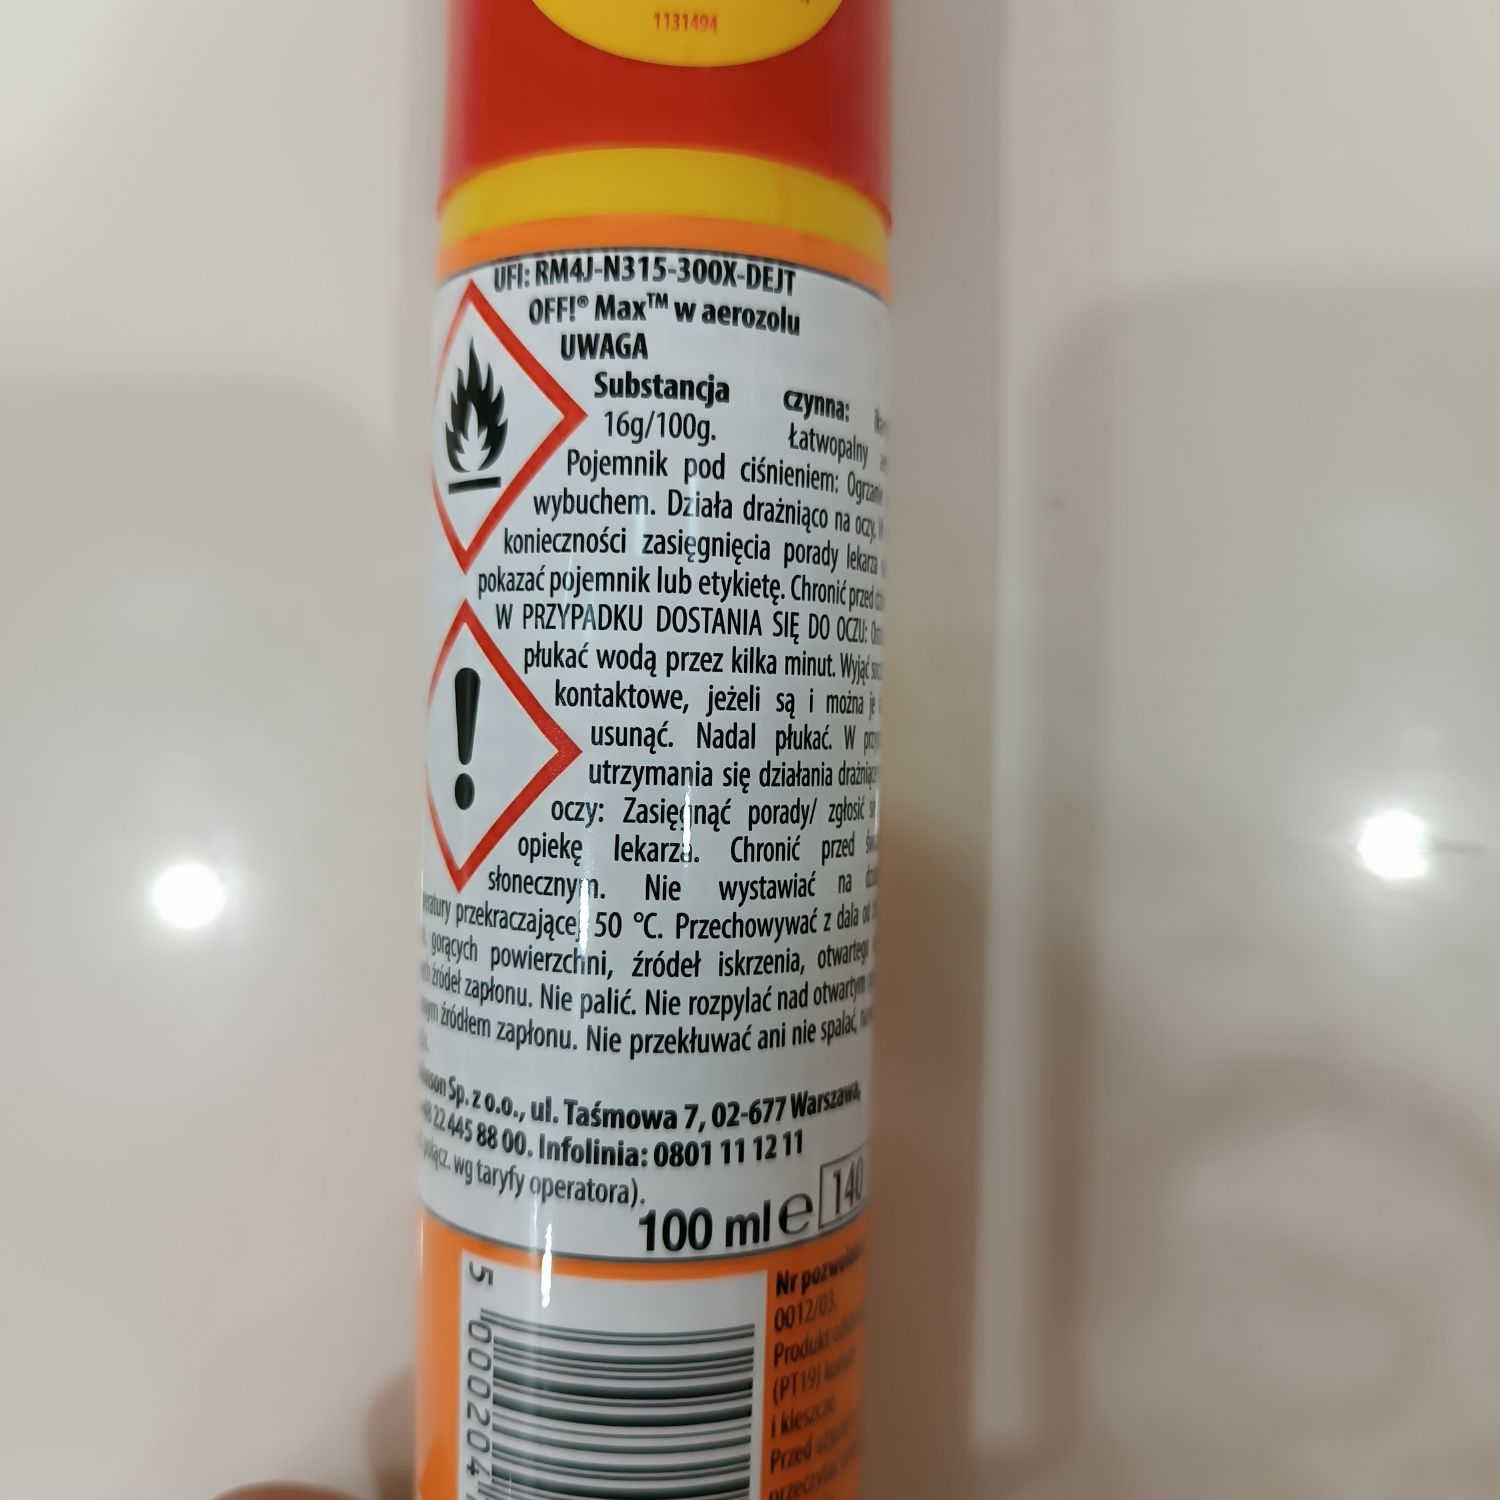 1131494
UFI: RM4J-N315-300X-DEJT
OFF!® Max™ w aerozolu
UWAGA
Substancja czynna:
16g/100g. Łatwopalny
Pojemnik pod ciśnieniem:
wybuchem. Działa drażniąco na oczy.
konieczności zasięgnięcia porady lekarza
pokazać pojemnik lub etykietę. Chronić przed
W PRZYPADKU DOSTANIA SIĘ DO OCZU:
płukać wodą przez kilka minut. Wyjąć
kontaktowe, jeżeli są i można je
usunąć. Nadal płukać. W
utrzymania się działania
oczy: Zasięgnąć porady/ zgłosić
opiekę lekarza. Chronić przed
słonecznym. Nie wystawiać na
przekraczającej 50 °C. Przechowywać z dala od
gorących powierzchni, źródeł iskrzenia, otwartego
źródeł zapłonu. Nie palić. Nie rozpylać nad otwartym
źródłem zapłonu. Nie przekłuwać ani nie spalać,
Sp. z o.o., ul. Taśmowa 7, 02-677 Warszawa,
22 445 88 00. Infolinia: 0801 11 12 11
wg taryfy operatora).
100 ml e 140
5 000204
Nr
0012/03.
Produkt
(PT19)
i kleszcze.
Przed